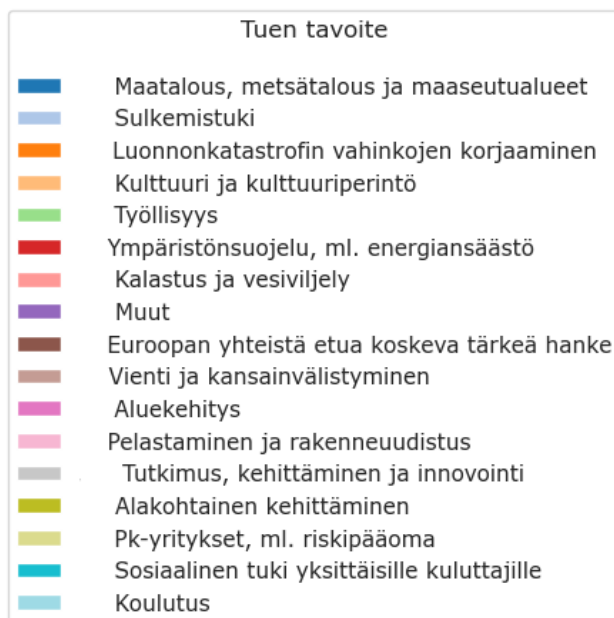 Tuen tavoite
Maatalous, metsätalous ja maaseutualueet
Sulkemistuki
Luonnonkatastrofin vahinkojen korjaaminen
Kulttuuri ja kulttuuriperintö
Työllisyys
Ympäristönsuojelu, ml. energiansäästö
Kalastus ja vesiviljely
Muut
Euroopan yhteistä etua koskeva tärkeä hanke
Vienti ja kansainvälistyminen
Aluekehitys
Pelastaminen ja rakenneuudistus
Tutkimus, kehittäminen ja innovointi
Alakohtainen kehittäminen
Pk-yritykset, ml. riskipääoma
Sosiaalinen tuki yksittäisille kuluttajille
Koulutus